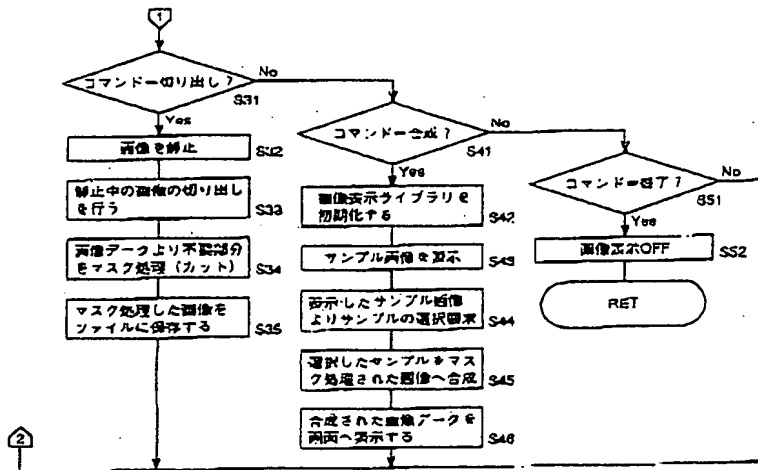 1
コマンド＝切り出し？
No
S31
Yes
画像を静止
S32
静止中の画像の切り出し
を行う
S33
画像データより不要部分
をマスク処理（カット）
S34
マスク処理した画像を
ファイルに保存する
S35
コマンド＝合成？
No
S41
Yes
画像表示ライブラリを
初期化する
S42
サンプル画像を表示
S43
表示したサンプル画像
よりサンプルの選択要求
S44
選択したサンプルをマス
ク処理された画像へ合成
S45
合成された画像データを
画面へ表示する
S46
コマンド＝終了？
No
S51
Yes
画像表示OFF
S52
RET
2